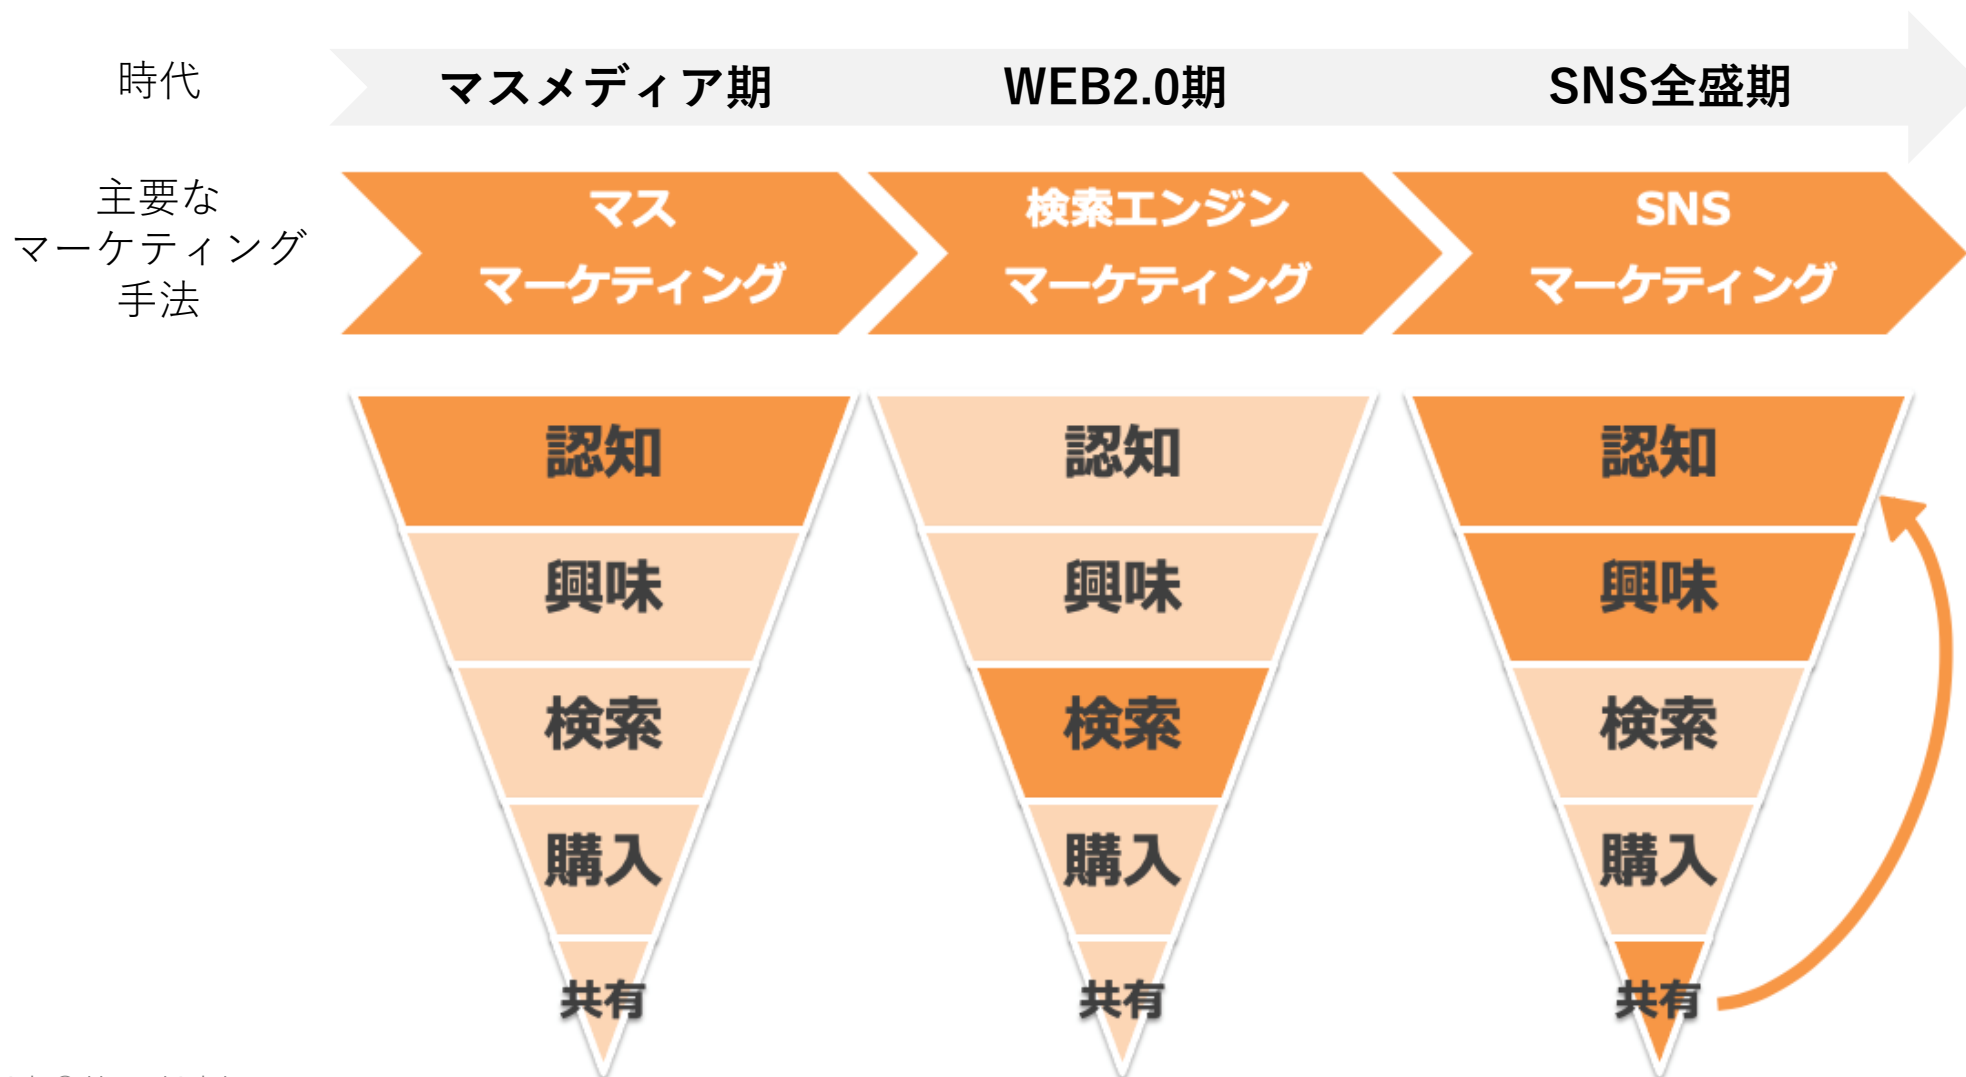 時代
マスメディア期
WEB2.0期
SNS全盛期
主要な
マーケティング
手法
マス
マーケティング
検索エンジン
マーケティング
SNS
マーケティング
認知
興味
検索
購入
共有
認知
興味
検索
購入
共有
認知
興味
検索
購入
共有